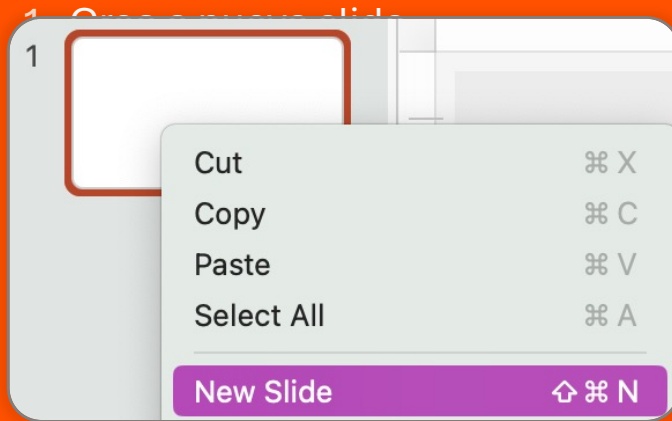 1
Cut ⌘ X
Copy ⌘ C
Paste ⌘ V
Select All ⌘ A
New Slide ⇧ ⌘ N